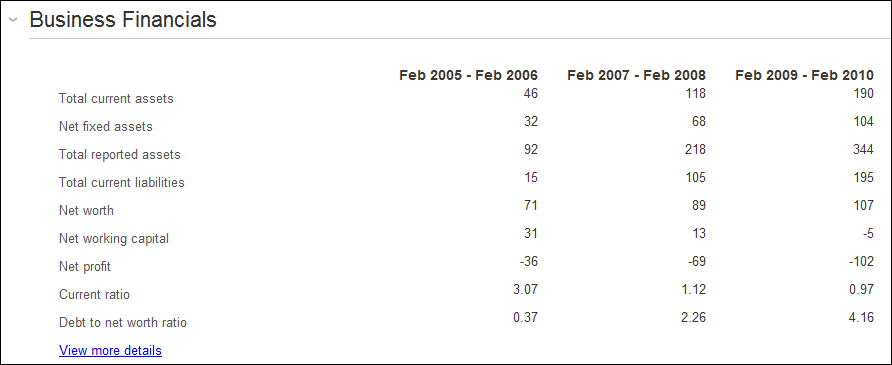 Business Financials
Feb 2005 - Feb 2006 Feb 2007 - Feb 2008 Feb 2009 - Feb 2010
Total current assets 46 118 190
Net fixed assets 32 68 104
Total reported assets 92 218 344
Total current liabilities 15 105 195
Net worth 71 89 107
Net working capital 31 13 -5
Net profit -36 -69 -102
Current ratio 3.07 1.12 0.97
Debt to net worth ratio 0.37 2.26 4.16
View more details